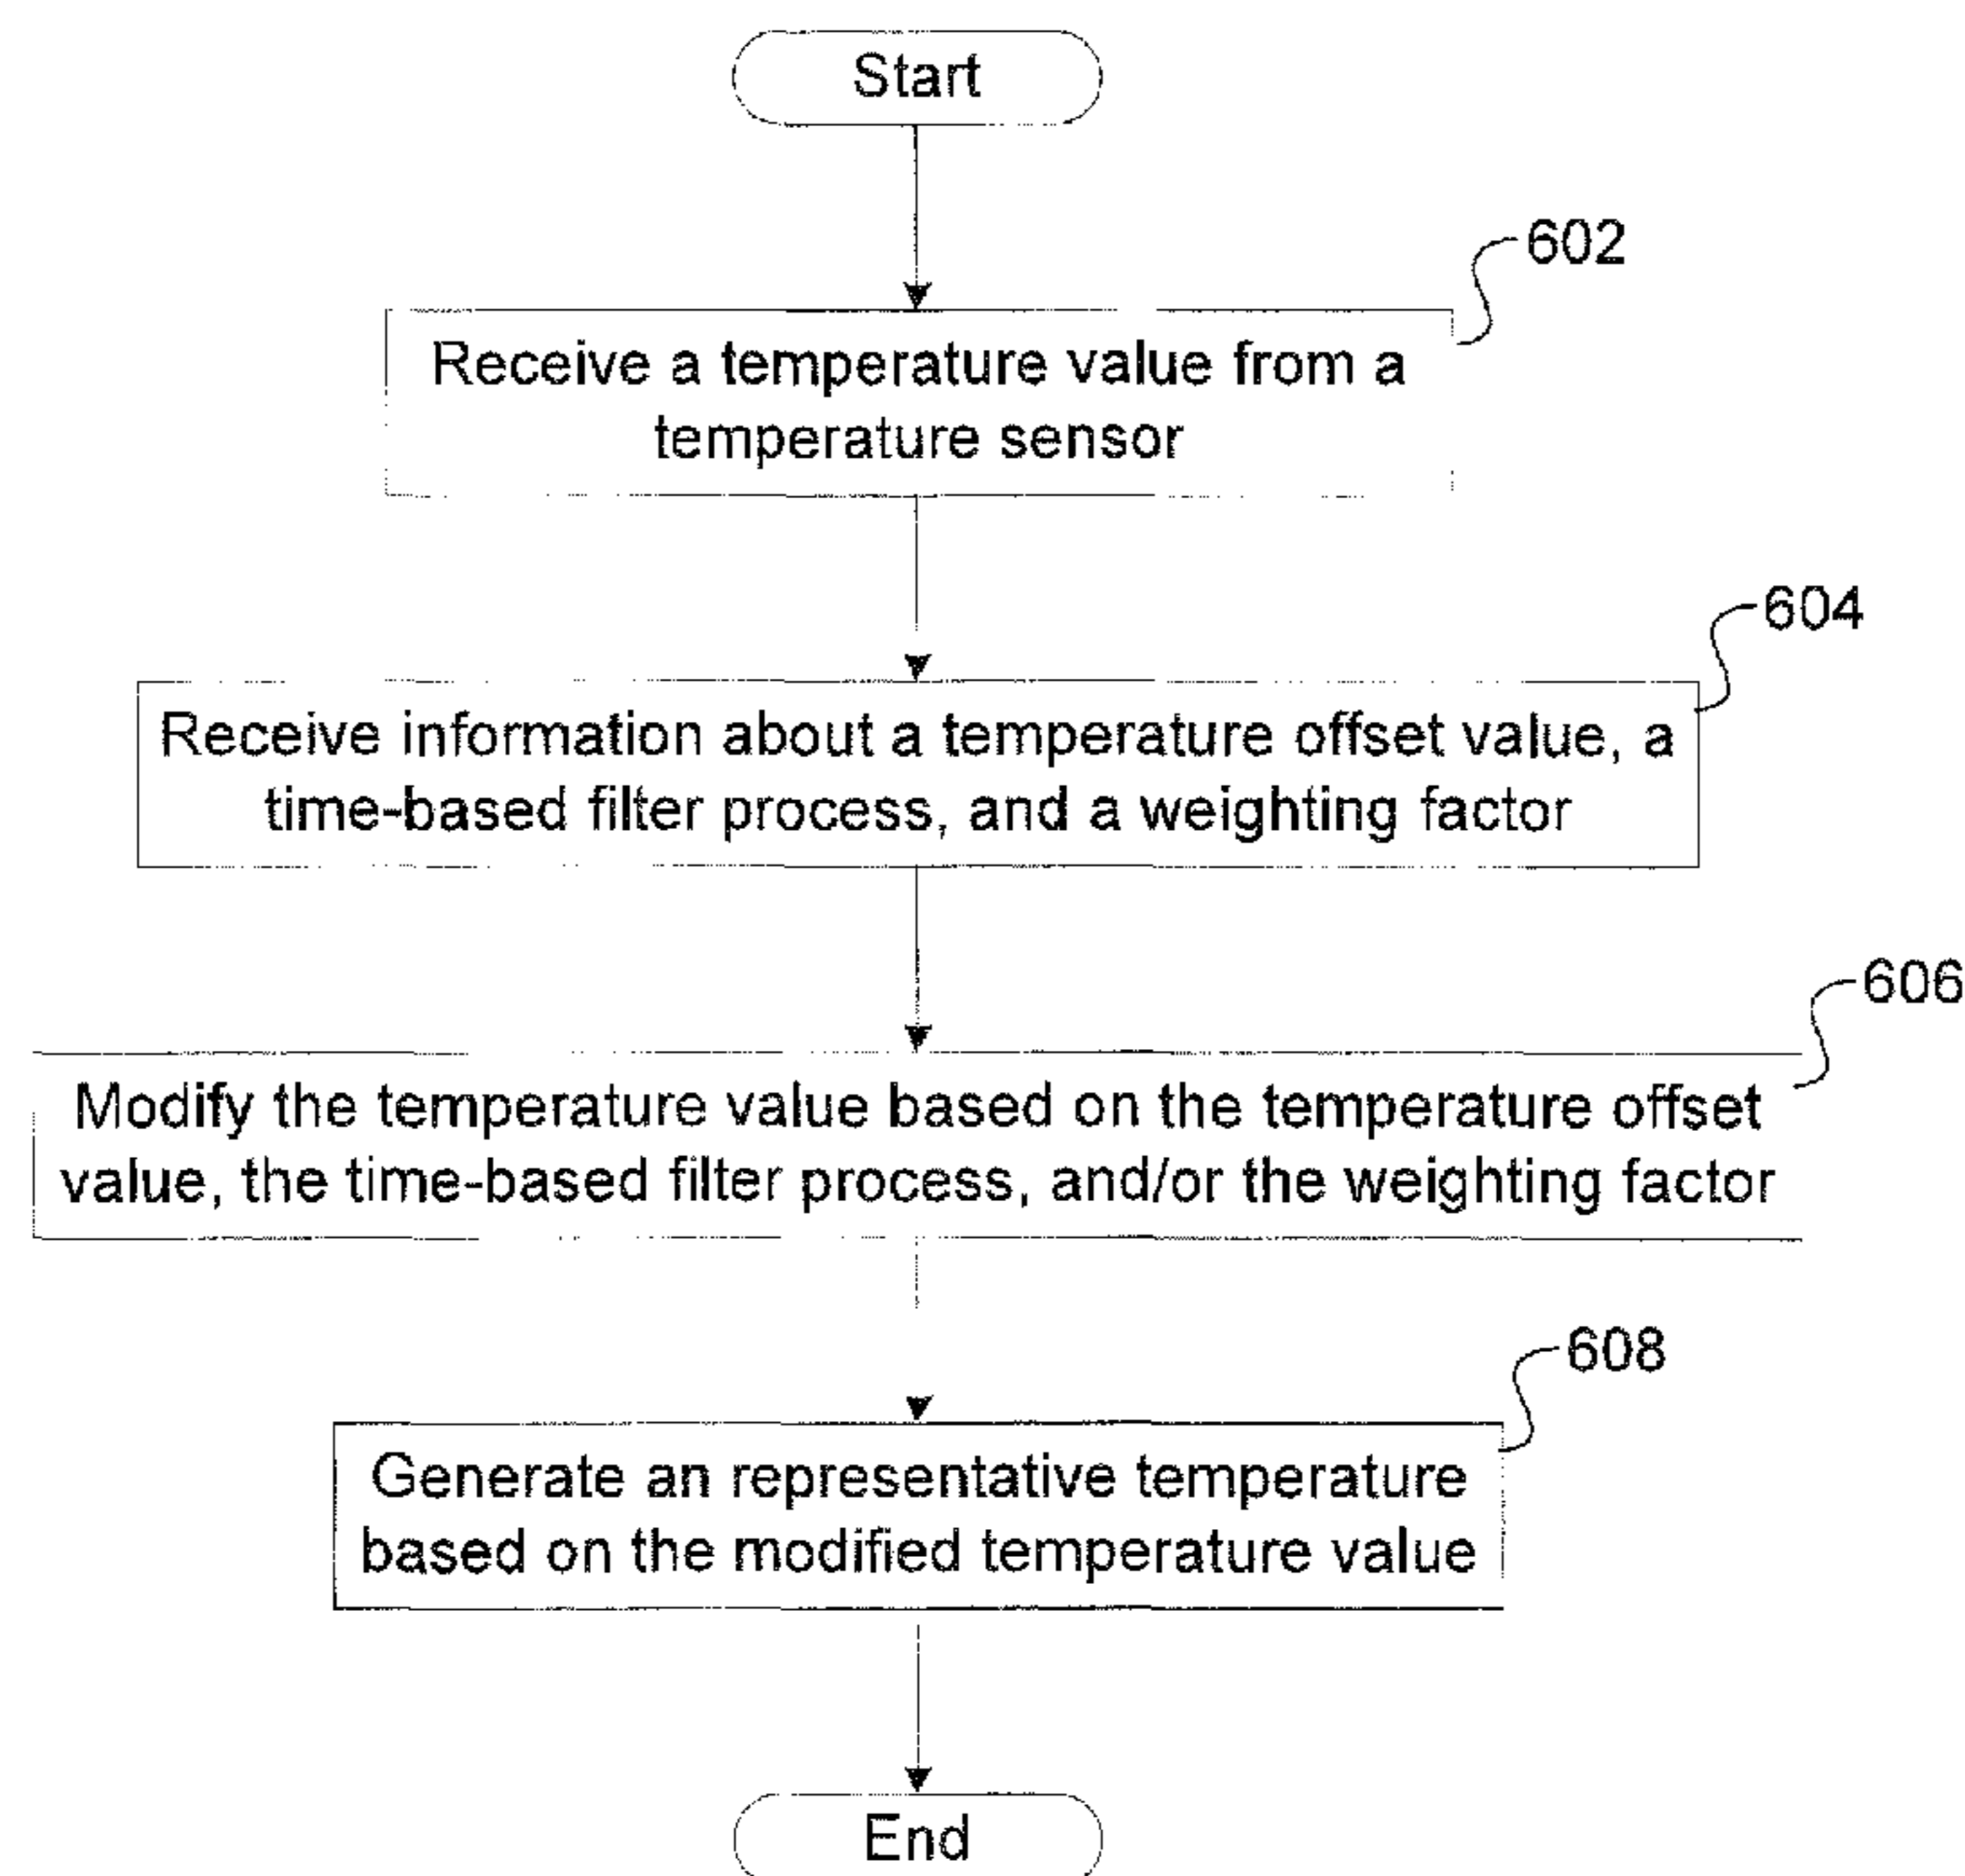 Start
602
Receive a temperature value from a
temperature sensor
604
Receive information about a temperature offset value, a
time-based filter process, and a weighting factor
606
Modify the temperature value based on the temperature offset
value, the time-based filter process, and/or the weighting factor
608
Generate an representative temperature
based on the modified temperature value
End